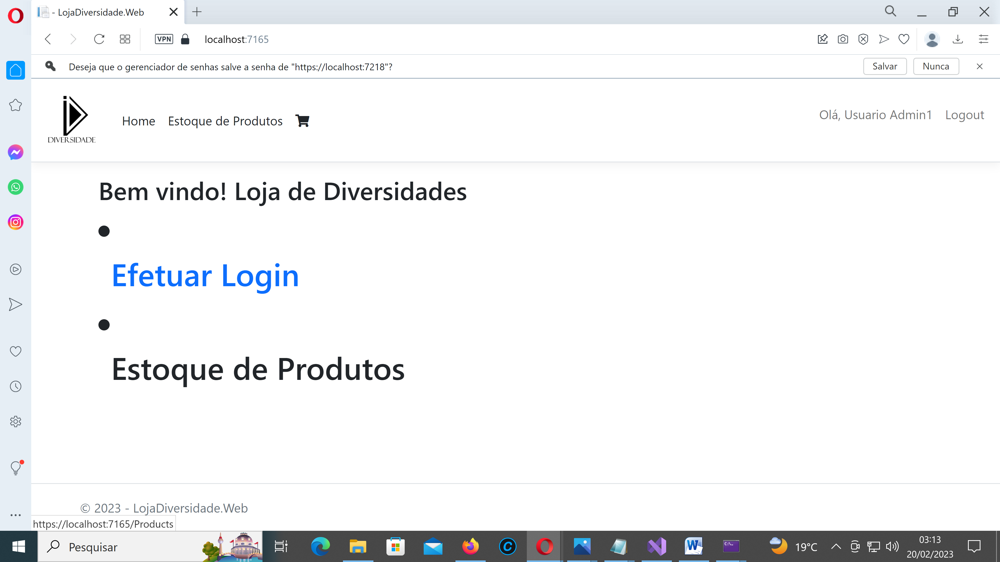 - LojaDiversidade.Web
VPN
localhost:7165
Deseja que o gerenciador de senhas salve a senha de "https://localhost:7218"?
Salvar
Nunca
DIVERSIDADE
Home
Estoque de Produtos
Olá, Usuario Admin1
Logout
Bem vindo! Loja de Diversidades
Efetuar Login
Estoque de Produtos
© 2023 - LojaDiversidade.Web
https://localhost:7165/Products
Pesquisar
19°C
03:13
20/02/2023